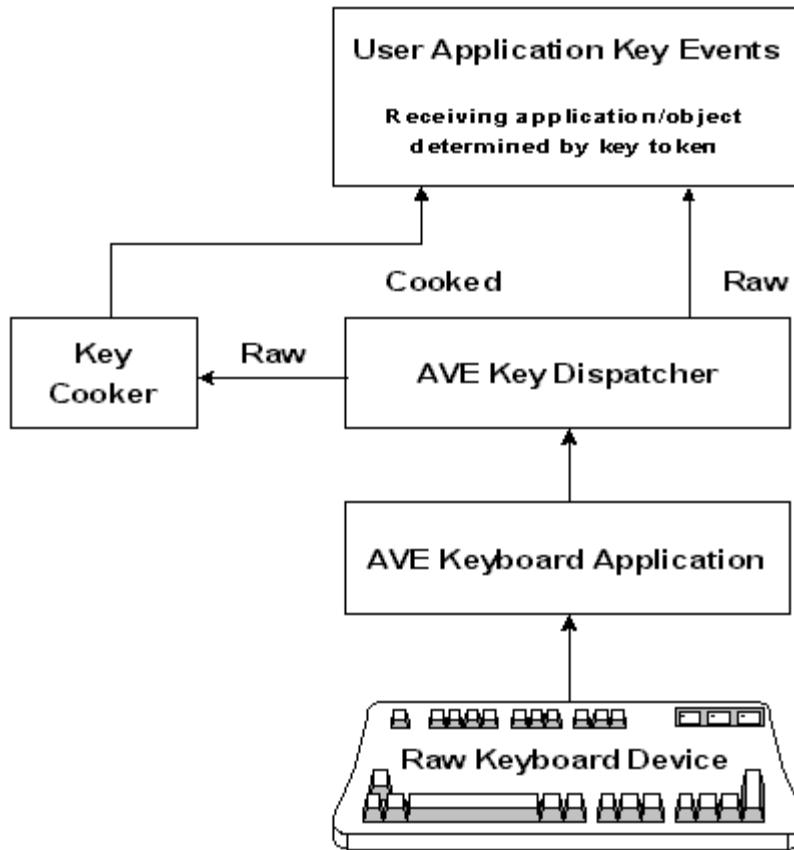 User Application Key Events
Receiving application/object
determined by key token
Cooked
Raw
Key
Cooker
Raw
AVE Key Dispatcher
AVE Keyboard Application
Raw Keyboard Device